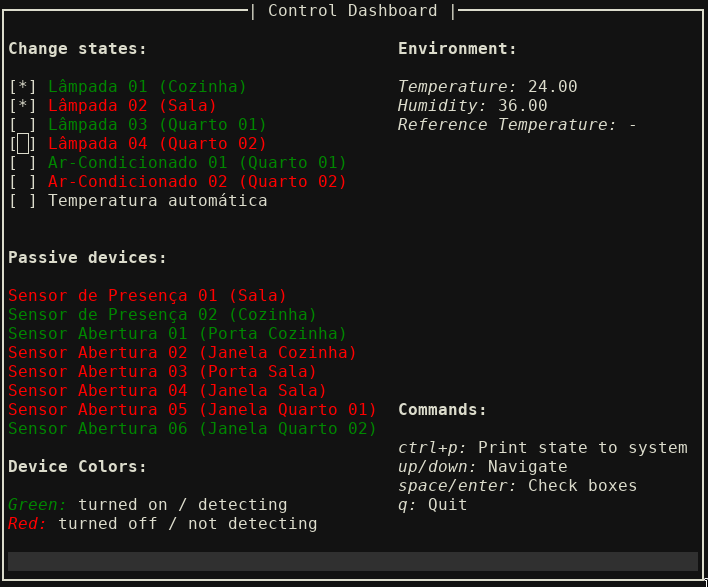 | Control Dashboard |
Change states:
[*] Lâmpada 01 (Cozinha)
[*] Lâmpada 02 (Sala)
[ ] Lâmpada 03 (Quarto 01)
[ ] Lâmpada 04 (Quarto 02)
[ ] Ar-Condicionado 01 (Quarto 01)
[ ] Ar-Condicionado 02 (Quarto 02)
[ ] Temperatura automática
Environment:
Temperature: 24.00
Humidity: 36.00
Reference Temperature: -
Passive devices:
Sensor de Presença 01 (Sala)
Sensor de Presença 02 (Cozinha)
Sensor Abertura 01 (Porta Cozinha)
Sensor Abertura 02 (Janela Cozinha)
Sensor Abertura 03 (Porta Sala)
Sensor Abertura 04 (Janela Sala)
Sensor Abertura 05 (Janela Quarto 01)
Sensor Abertura 06 (Janela Quarto 02)
Device Colors:
Green: turned on / detecting
Red: turned off / not detecting
Commands:
ctrl+p: Print state to system
up/down: Navigate
space/enter: Check boxes
q: Quit